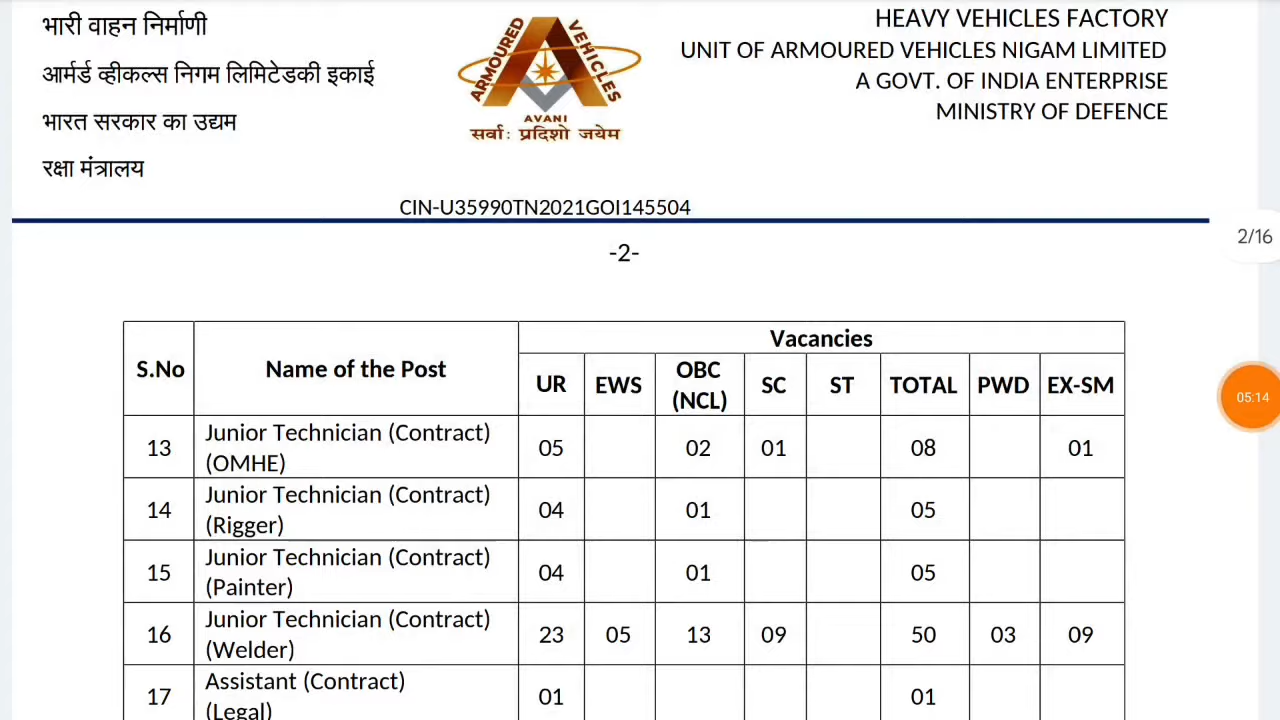 भारी वाहन निर्माणी
आर्मर्ड व्हीकल्स निगम लिमिटेडकी इकाई
भारत सरकार का उद्यम
रक्षा मंत्रालय
ARMOURED VEHICLES
AVANI
सर्वाः प्रदिशो जयेम
HEAVY VEHICLES FACTORY
UNIT OF ARMOURED VEHICLES NIGAM LIMITED
A GOVT. OF INDIA ENTERPRISE
MINISTRY OF DEFENCE
CIN-U35990TN2021GOI145504
2/16
-2-
S.No Name of the Post Vacancies
UR EWS OBC (NCL) SC ST TOTAL PWD EX-SM
13 Junior Technician (Contract) (OMHE) 05 02 01 08 01
14 Junior Technician (Contract) (Rigger) 04 01 05
15 Junior Technician (Contract) (Painter) 04 01 05
16 Junior Technician (Contract) (Welder) 23 05 13 09 50 03 09
17 Assistant (Contract) (Legal) 01 01
05:14